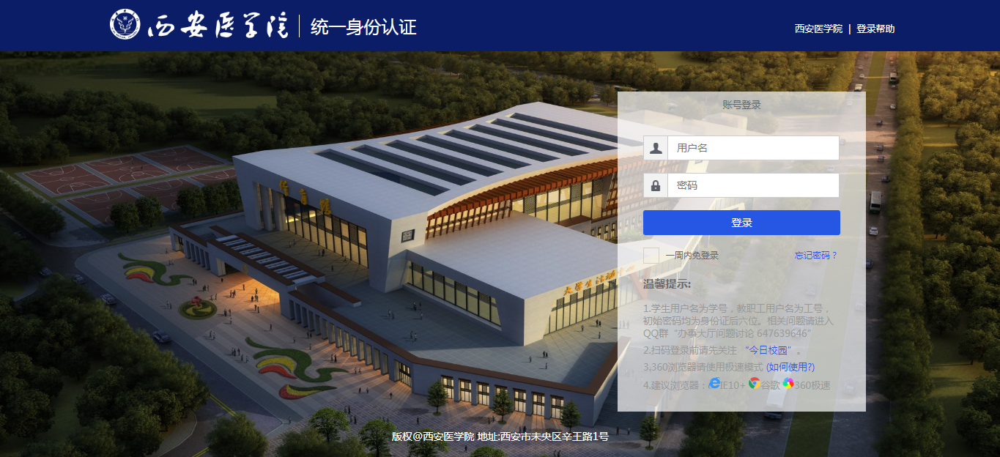 西安医学院 统一身份认证
西安医学院 | 登录帮助
账号登录
用户名
密码
登录
一周内免登录 忘记密码？
温馨提示:
1.学生用户名为学号，教职工用户名为工号，
初始密码均为身份证后六位。相关问题请进入
QQ群“办事大厅问题讨论 647639646”
2.扫码登录前请先关注 “今日校园” 。
3.360浏览器请使用极速模式 (如何使用?)
4.建议浏览器：IE10+ 谷歌 360极速
体育馆
大学生活动
版权@西安医学院 地址:西安市未央区辛王路1号